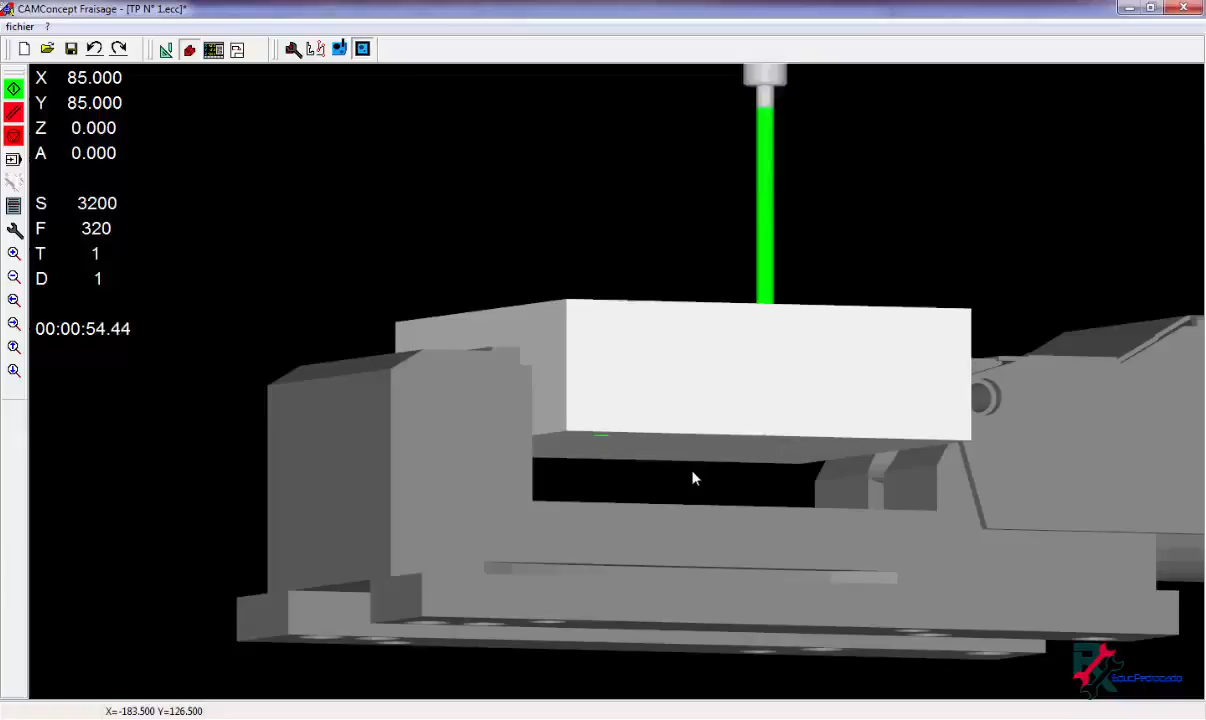 CAMConcept Fraisage - [TP N° 1.ecc]*
fichier ?
X 85.000
Y 85.000
Z 0.000
A 0.000
S 3200
F 320
T 1
D 1
00:00:54.44
X=-183.500 Y=126.500